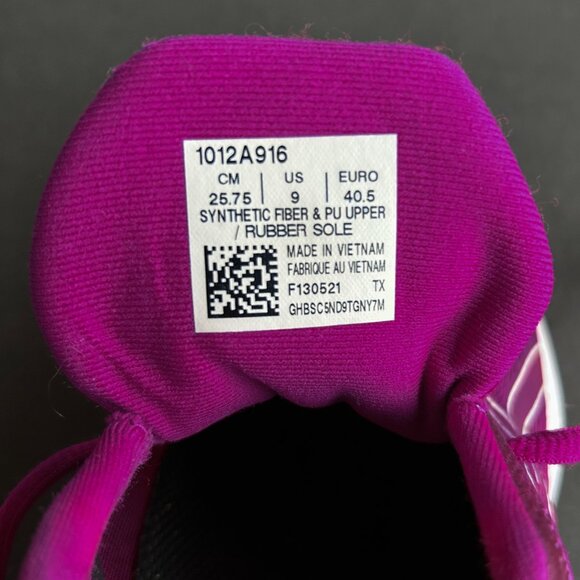 1012A916
CM | US | EURO
25.75 | 9 | 40.5
SYNTHETIC FIBER & PU UPPER
/ RUBBER SOLE
MADE IN VIETNAM
FABRIQUE AU VIETNAM
F130521 TX
GHBSC5ND9TGNY7M